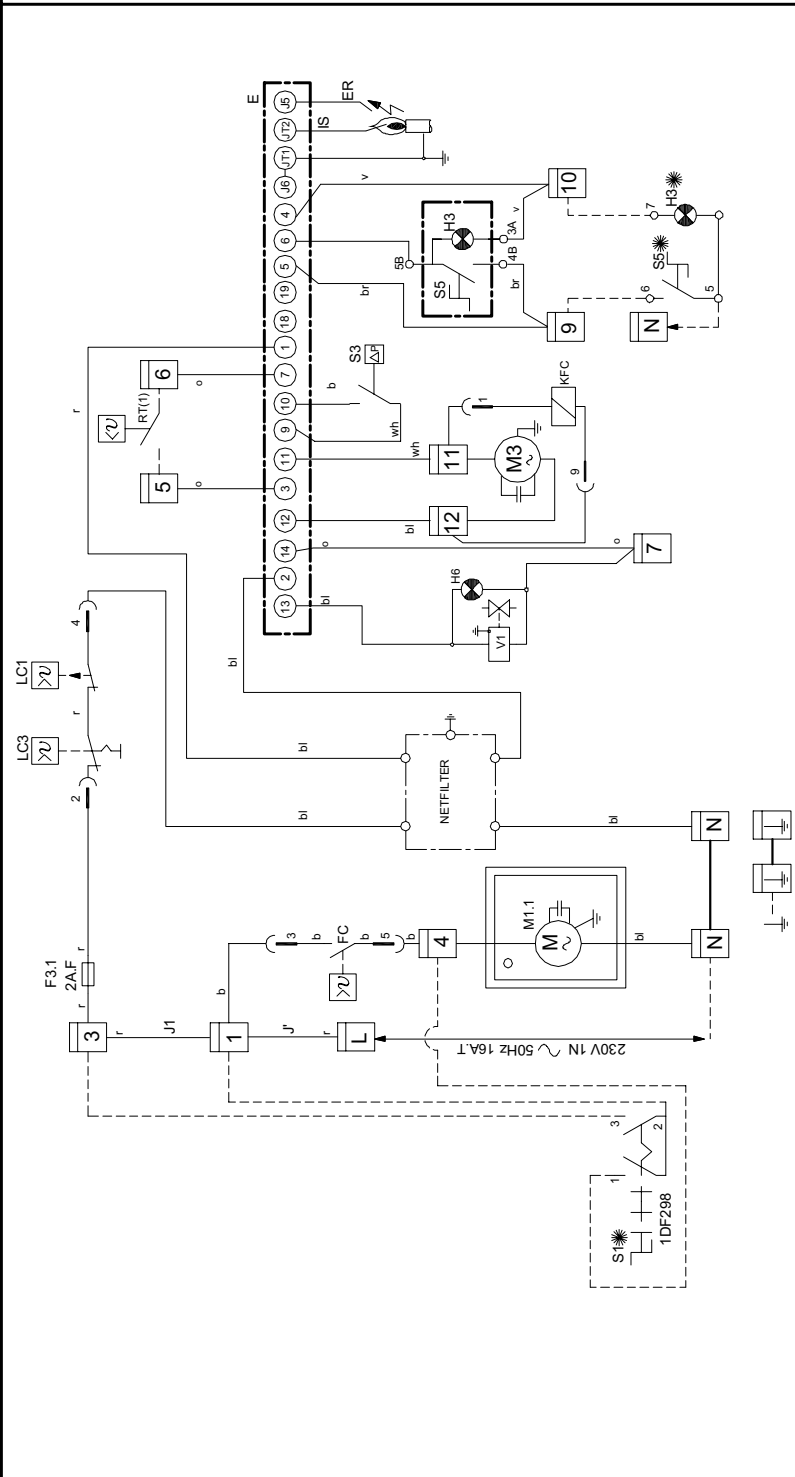 E
J5
JT2
JT1
J6
4
6
5
19
18
1
7
10
9
11
3
12
14
2
13
ER
IS
v
10
7
H3
5B
H3
S5
3A
v
4B
br
br
9
6
S5
5
N
r
6
o
RT(1)
5
o
b
S3
ΔP
wh
wh
11
1
KFC
M3
~
9
bl
12
o
o
7
H6
V1
bl
bl
LC1
4
r
LC3
2
bl
bl
NETFILTER
bl
N
r
F3.1
2A.F
r
3
r
J1
b
3
b
FC
b
5
b
4
M1.1
M
~
bl
N
1
J'
r
L
230V 1N ~ 50Hz 16A.T
3
2
1
S1
1DF298